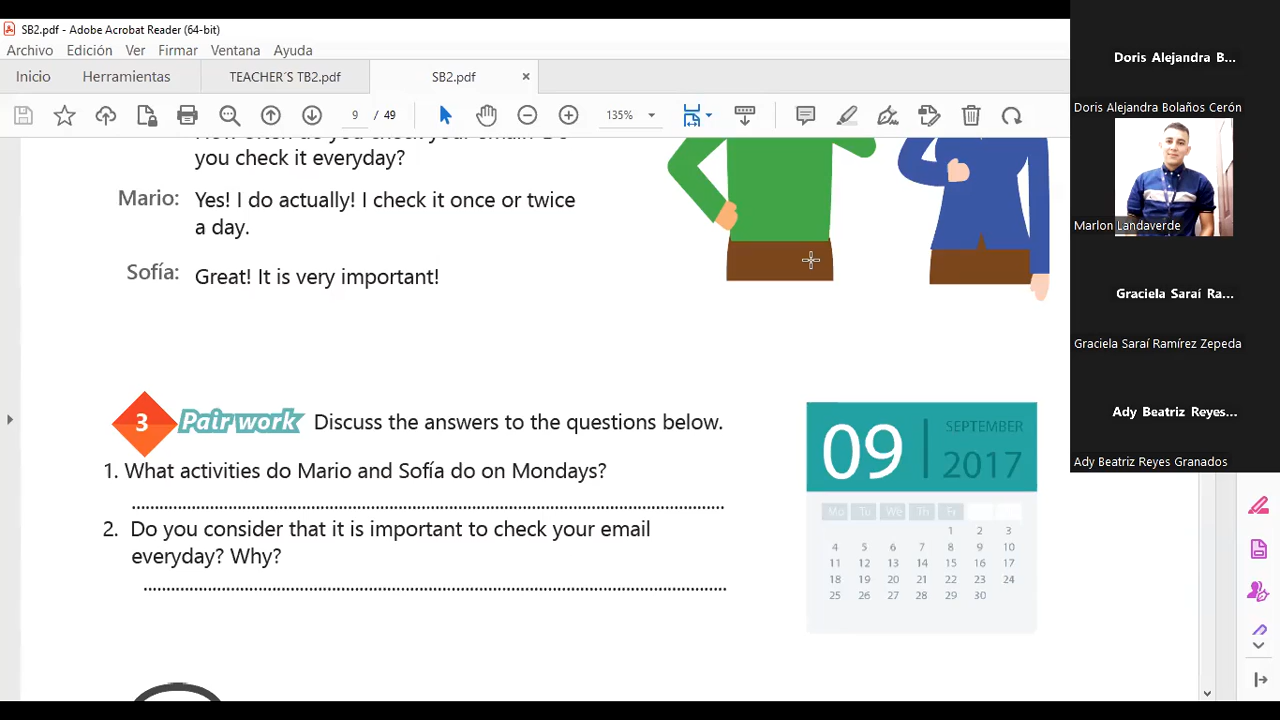 SB2.pdf - Adobe Acrobat Reader (64-bit)
Archivo Edición Ver Firmar Ventana Ayuda
Inicio Herramientas TEACHER´S TB2.pdf SB2.pdf ×
9 / 49 135%
you check it everyday?
Mario: Yes! I do actually! I check it once or twice
a day.
Sofía: Great! It is very important!
3 Pair work Discuss the answers to the questions below.
1. What activities do Mario and Sofía do on Mondays?
2. Do you consider that it is important to check your email
everyday? Why?
09 SEPTEMBER
2017
Mo Tu We Th Fr
1 2 3
4 5 6 7 8 9 10
11 12 13 14 15 16 17
18 19 20 21 22 23 24
25 26 27 28 29 30
Doris Alejandra B...
Doris Alejandra Bolaños Cerón
Marlon Landaverde
Graciela Saraí Ra...
Graciela Saraí Ramírez Zepeda
Ady Beatriz Reyes...
Ady Beatriz Reyes Granados